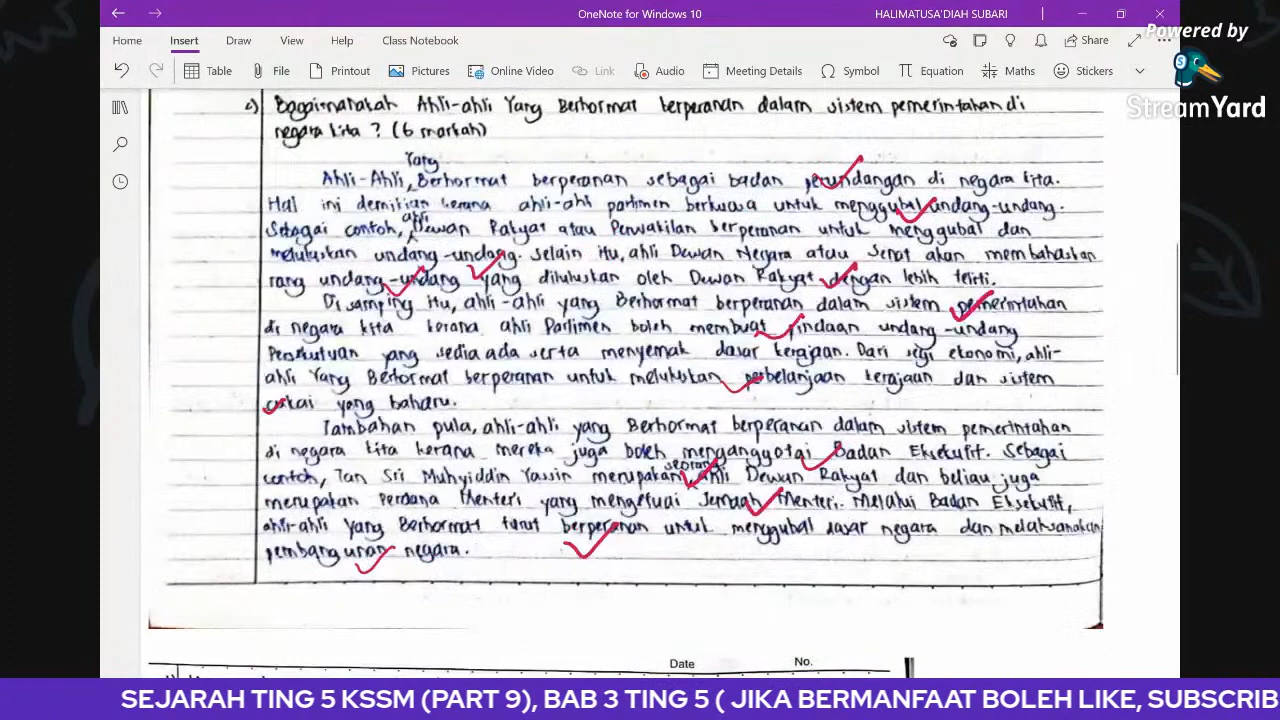 OneNote for Windows 10
HALIMATUSA'DIAH SUBARI
Powered by
StreamYard
Home Insert Draw View Help Class Notebook
Share
Table File Printout Pictures Online Video Link Audio Meeting Details Symbol Equation Maths Stickers
c) Bagaimanakah Ahli-ahli Yang Berhormat berperanan dalam sistem pemerintahan di
negara kita ? (6 markah)
Yang
Ahli-Ahli, Berhormat berperanan sebagai badan perundangan di negara kita.
Hal ini demikian kerana ahli-ahli parlimen berkuasa untuk menggubal undang-undang.
ahli
Sebagai contoh, Dewan Rakyat atau Perwakilan berperanan untuk menggubal dan
meluluskan undang-undang. Selain itu, ahli Dewan Negara atau Senat akan membahaskan
rang undang-undang yang diluluskan oleh Dewan Rakyat dengan lebih teliti.
Di samping itu, ahli-ahli yang Berhormat berperanan dalam sistem pemerintahan
di negara kita kerana ahli Parlimen boleh membuat pindaan undang-undang
Persekutuan yang sedia ada serta menyemak dasar kerajaan. Dari segi ekonomi, ahli-
ahli Yang Berhormat berperanan untuk meluluskan perbelanjaan kerajaan dan sistem
cukai yang baharu.
Tambahan pula, ahli-ahli yang Berhormat berperanan dalam sistem pemerintahan
di negara kita kerana mereka juga boleh menganggotai Badan Eksekutif. Sebagai
seorang
contoh, Tan Sri Muhyiddin Yassin merupakan ahli Dewan Rakyat dan beliau juga
merupakan Perdana Menteri yang mengetuai Jemaah Menteri. Melalui Badan Eksekutif,
ahli-ahli yang Berhormat turut berperanan untuk menggubal dasar negara dan melaksanakan
pembangunan negara.
Date No.
SEJARAH TING 5 KSSM (PART 9), BAB 3 TING 5 ( JIKA BERMANFAAT BOLEH LIKE, SUBSCRIB